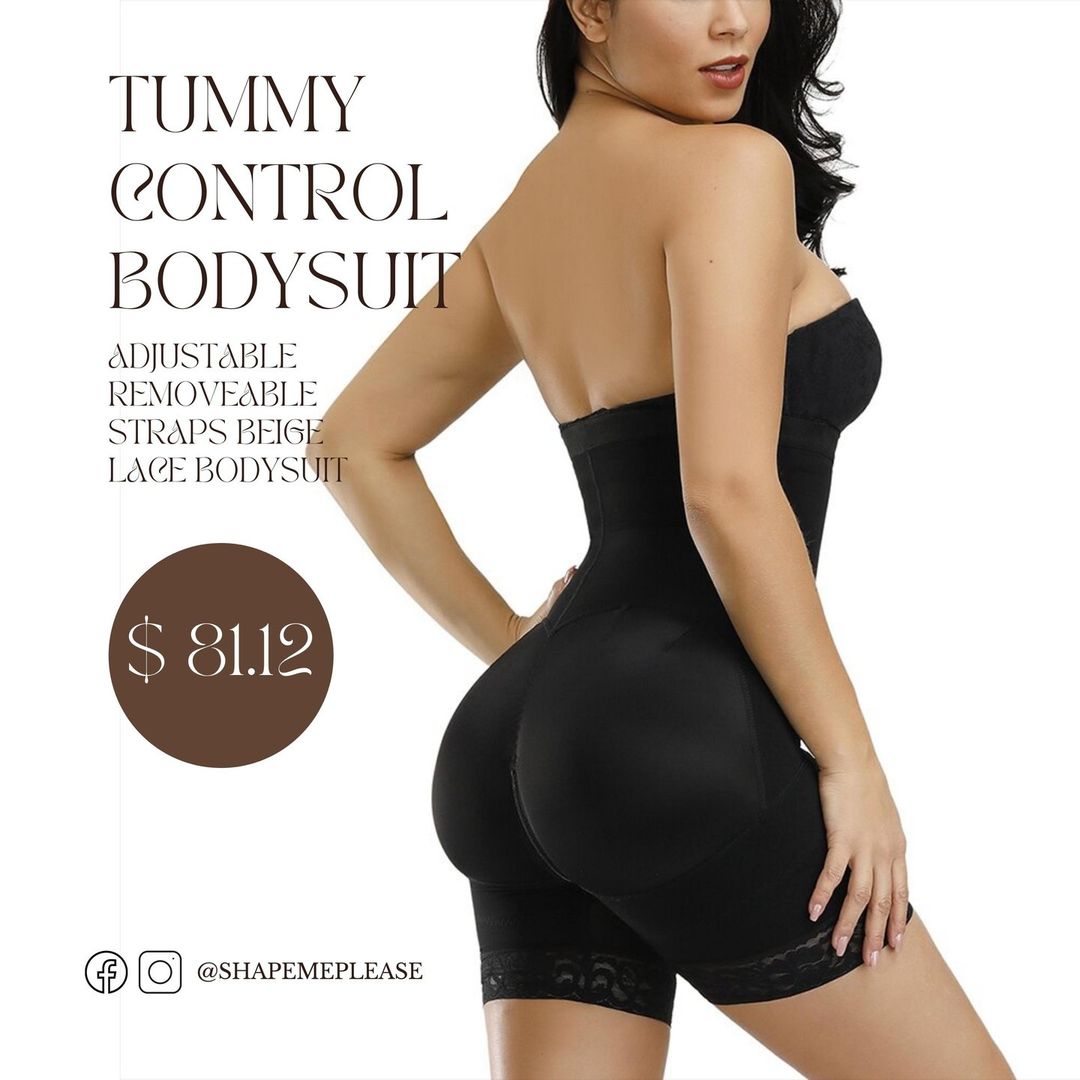 TUMMY
CONTROL
BODYSUIT
ADJUSTABLE
REMOVEABLE
STRAPS BEIGE
LACE BODYSUIT
$ 81.12
@SHAPEMEPLEASE